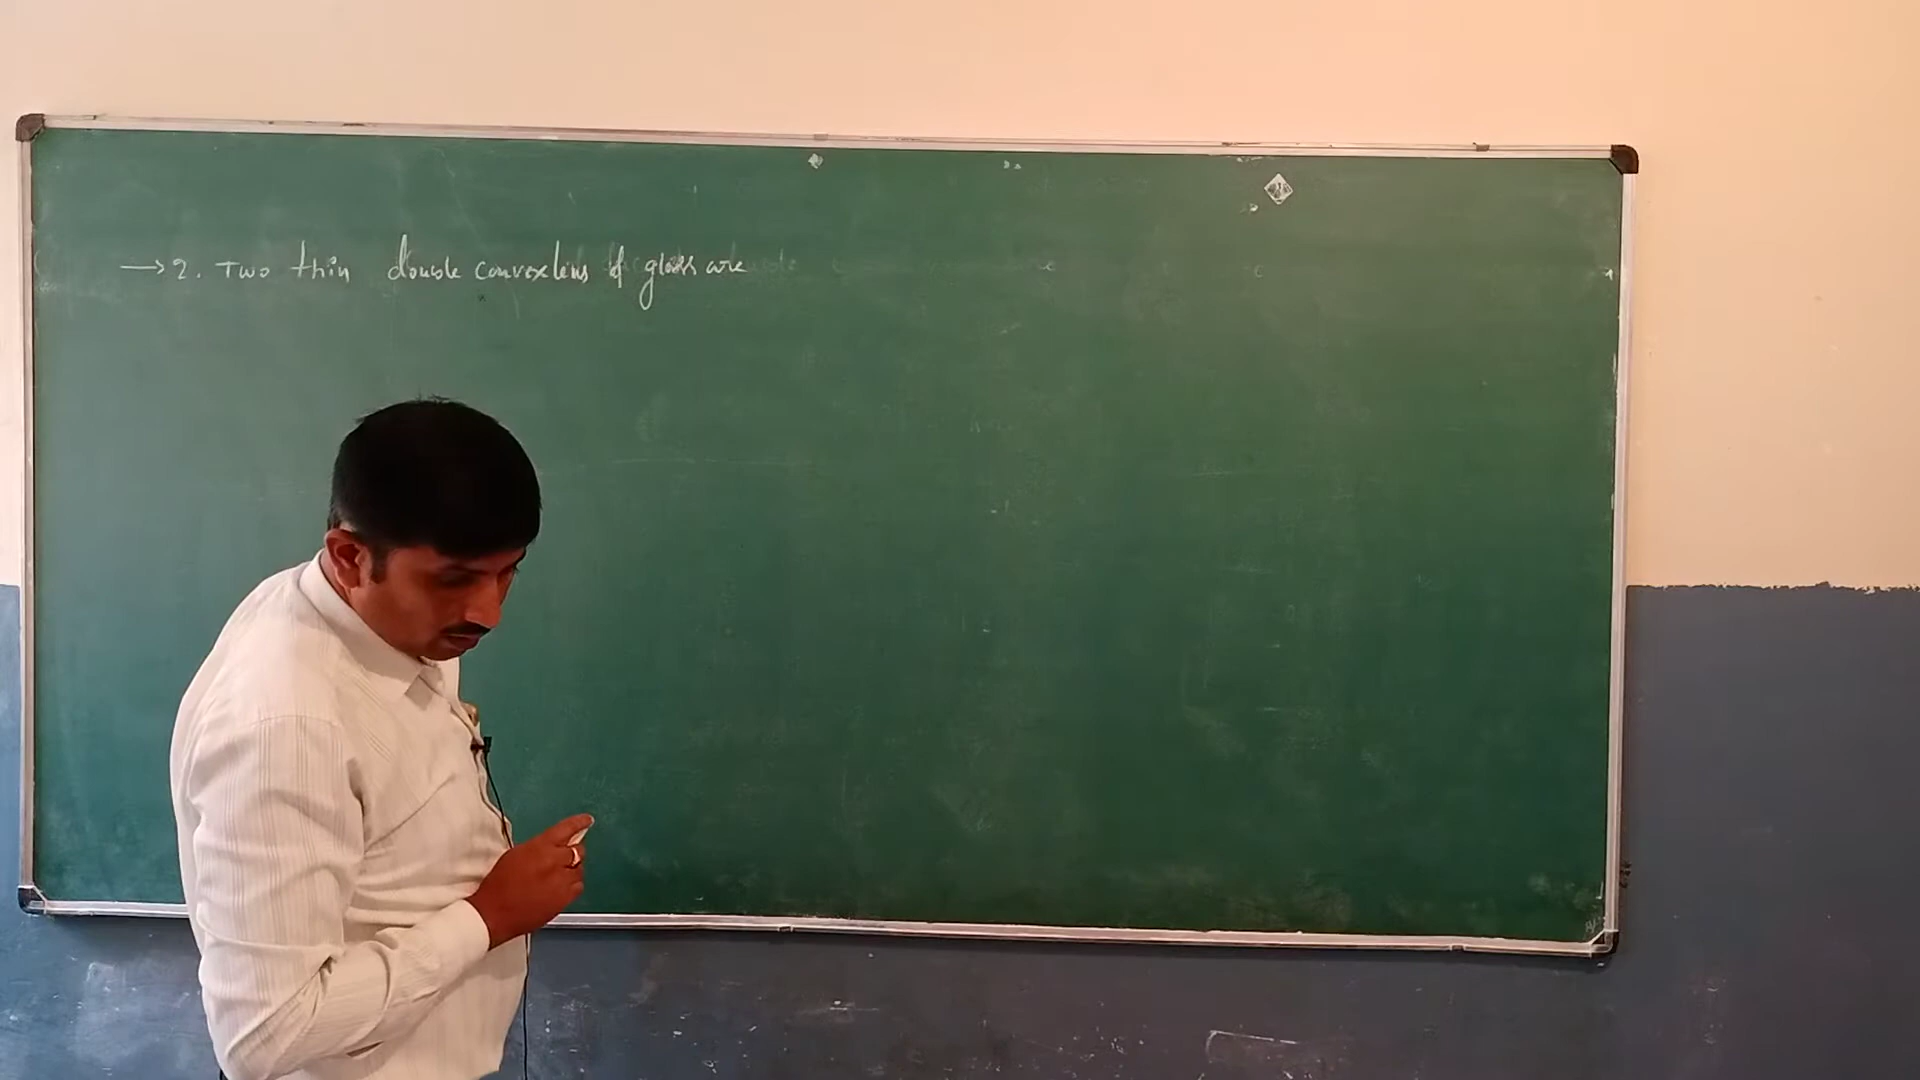 → 2. Two thin double convex lens of glass are